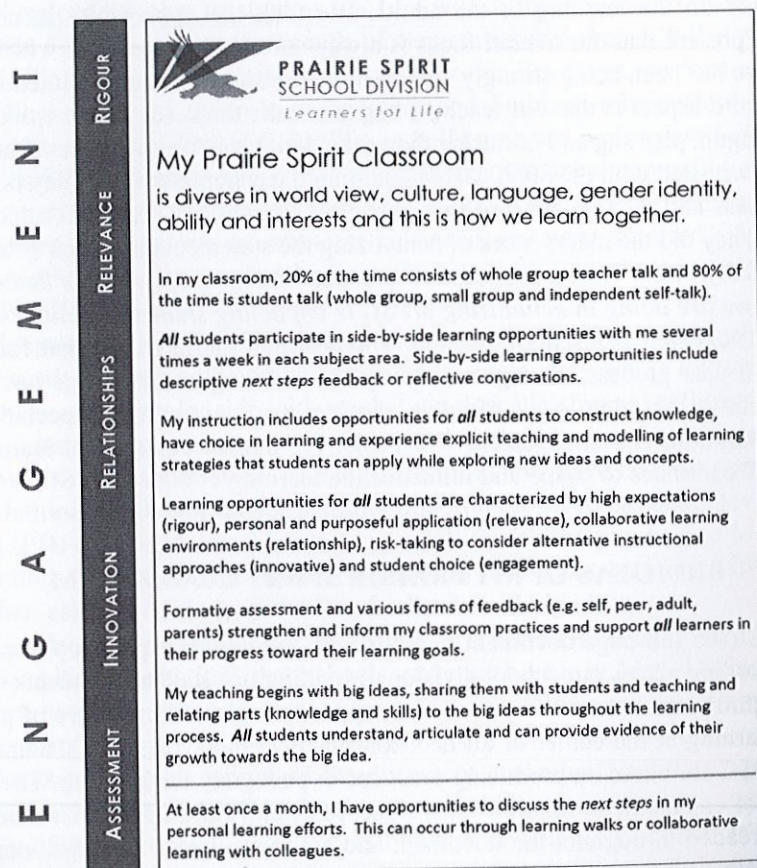 PRAIRIE SPIRIT
SCHOOL DIVISION
Learners for Life
My Prairie Spirit Classroom
is diverse in world view, culture, language, gender identity,
ability and interests and this is how we learn together.
In my classroom, 20% of the time consists of whole group teacher talk and 80% of
the time is student talk (whole group, small group and independent self-talk).
All students participate in side-by-side learning opportunities with me several
times a week in each subject area. Side-by-side learning opportunities include
descriptive next steps feedback or reflective conversations.
My instruction includes opportunities for all students to construct knowledge,
have choice in learning and experience explicit teaching and modelling of learning
strategies that students can apply while exploring new ideas and concepts.
Learning opportunities for all students are characterized by high expectations
(rigour), personal and purposeful application (relevance), collaborative learning
environments (relationship), risk-taking to consider alternative instructional
approaches (innovative) and student choice (engagement).
Formative assessment and various forms of feedback (e.g. self, peer, adult,
parents) strengthen and inform my classroom practices and support all learners in
their progress toward their learning goals.
My teaching begins with big ideas, sharing them with students and teaching and
relating parts (knowledge and skills) to the big ideas throughout the learning
process. All students understand, articulate and can provide evidence of their
growth towards the big idea.
At least once a month, I have opportunities to discuss the next steps in my
personal learning efforts. This can occur through learning walks or collaborative
learning with colleagues.
ENGAGEMENT
ASSESSMENT INNOVATION RELATIONSHIPS RELEVANCE RIGOUR